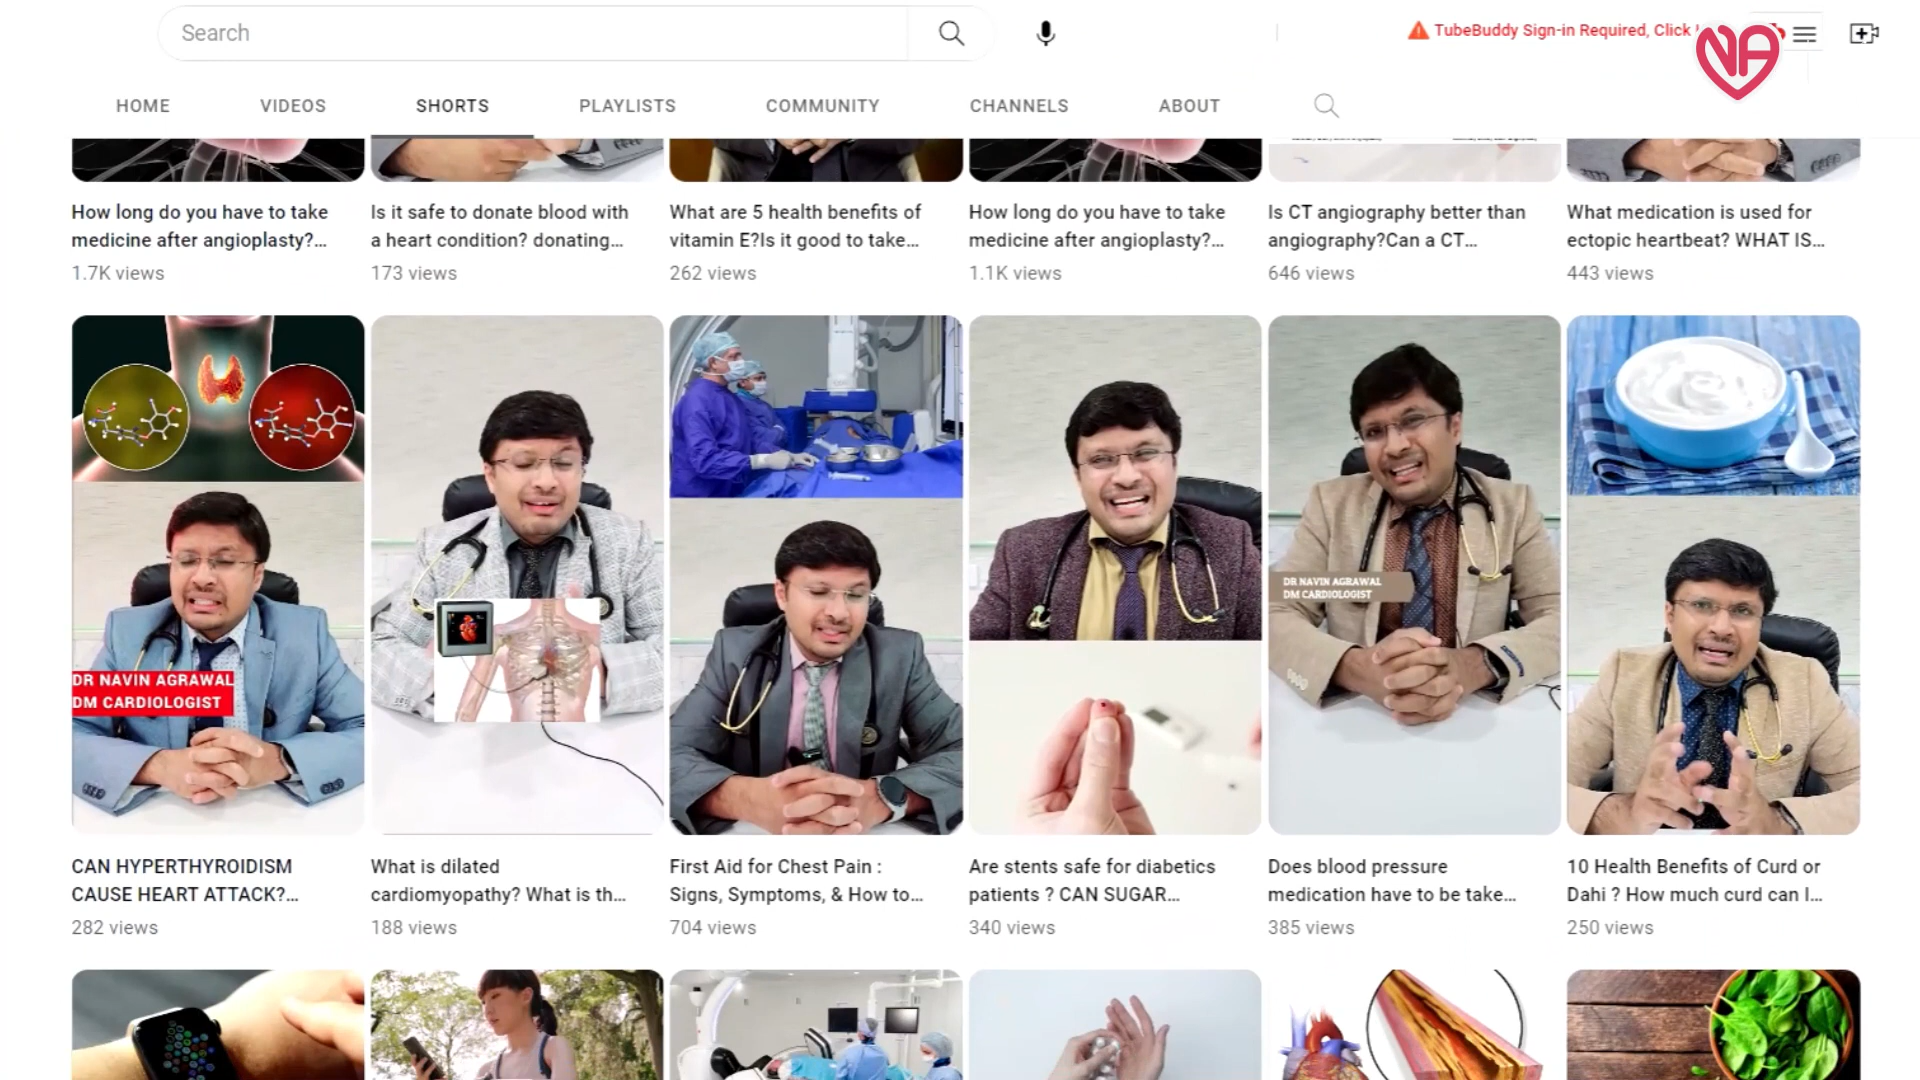 Search
TubeBuddy Sign-in Required, Click
NA
HOME
VIDEOS
SHORTS
PLAYLISTS
COMMUNITY
CHANNELS
ABOUT
How long do you have to take
medicine after angioplasty?...
1.7K views
Is it safe to donate blood with
a heart condition? donating...
173 views
What are 5 health benefits of
vitamin E?Is it good to take...
262 views
How long do you have to take
medicine after angioplasty?...
1.1K views
Is CT angiography better than
angiography?Can a CT...
646 views
What medication is used for
ectopic heartbeat? WHAT IS...
443 views
DR NAVIN AGRAWAL
DM CARDIOLOGIST
DR NAVIN AGRAWAL
DM CARDIOLOGIST
CAN HYPERTHYROIDISM
CAUSE HEART ATTACK?...
282 views
What is dilated
cardiomyopathy? What is th...
188 views
First Aid for Chest Pain :
Signs, Symptoms, & How to...
704 views
Are stents safe for diabetics
patients ? CAN SUGAR...
340 views
Does blood pressure
medication have to be take...
385 views
10 Health Benefits of Curd or
Dahi ? How much curd can I...
250 views